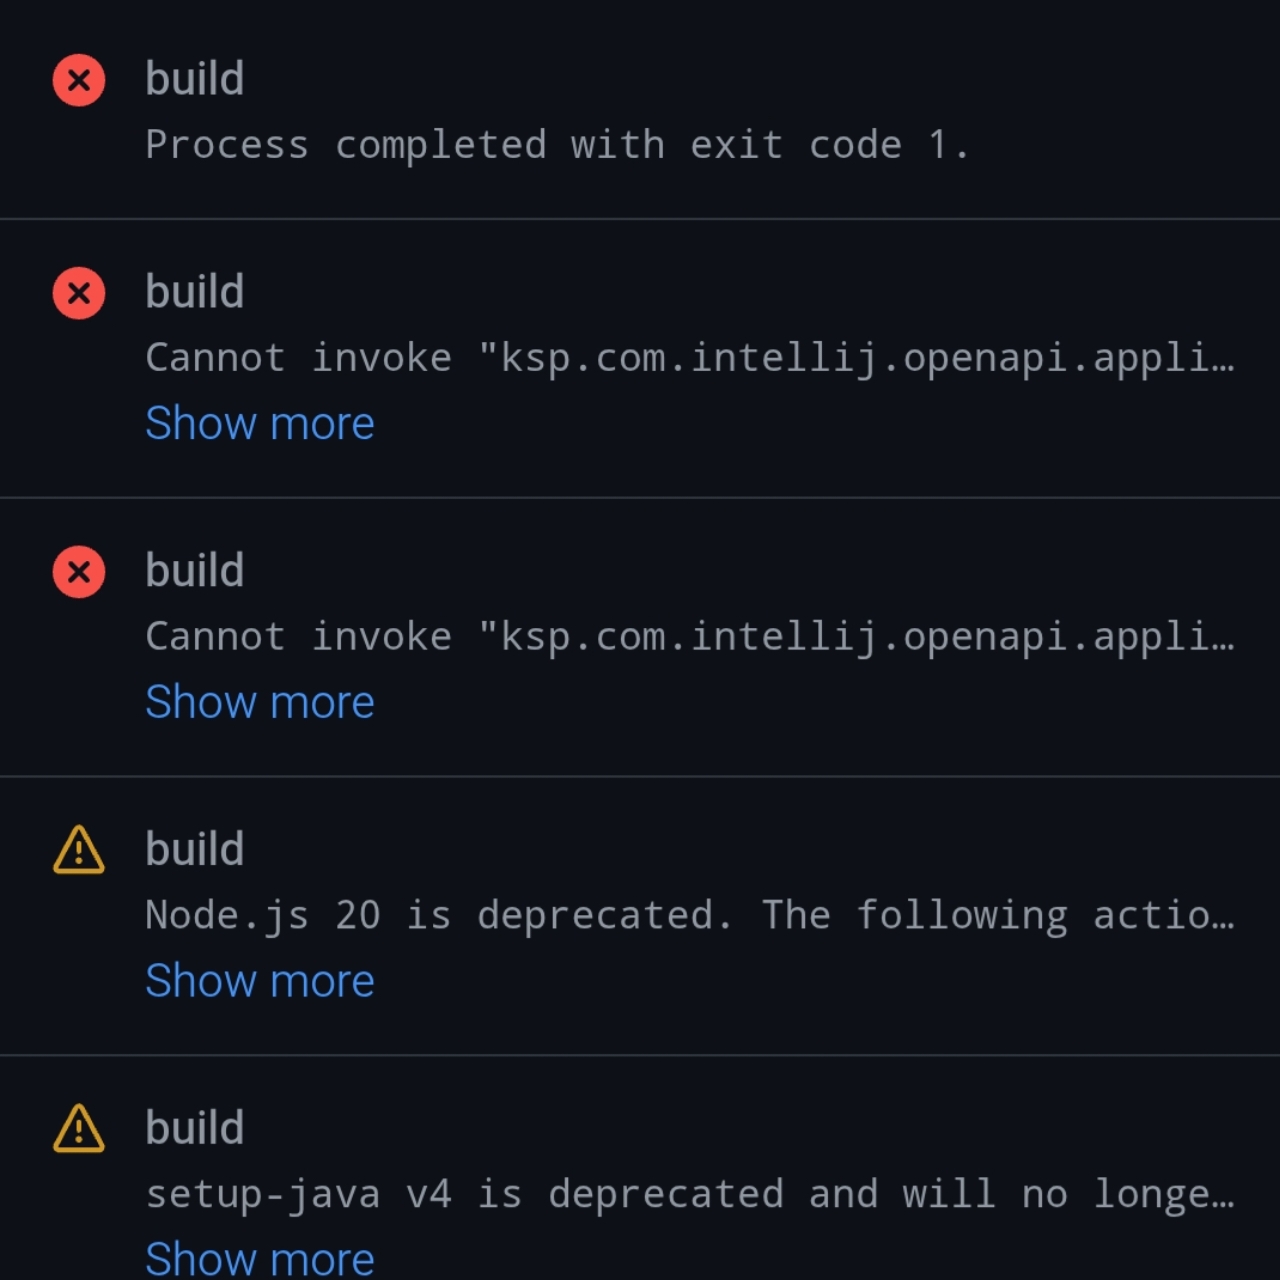 build
Process completed with exit code 1.
build
Cannot invoke "ksp.com.intellij.openapi.appli…
Show more
build
Cannot invoke "ksp.com.intellij.openapi.appli…
Show more
build
Node.js 20 is deprecated. The following actio…
Show more
build
setup-java v4 is deprecated and will no longe…
Show more